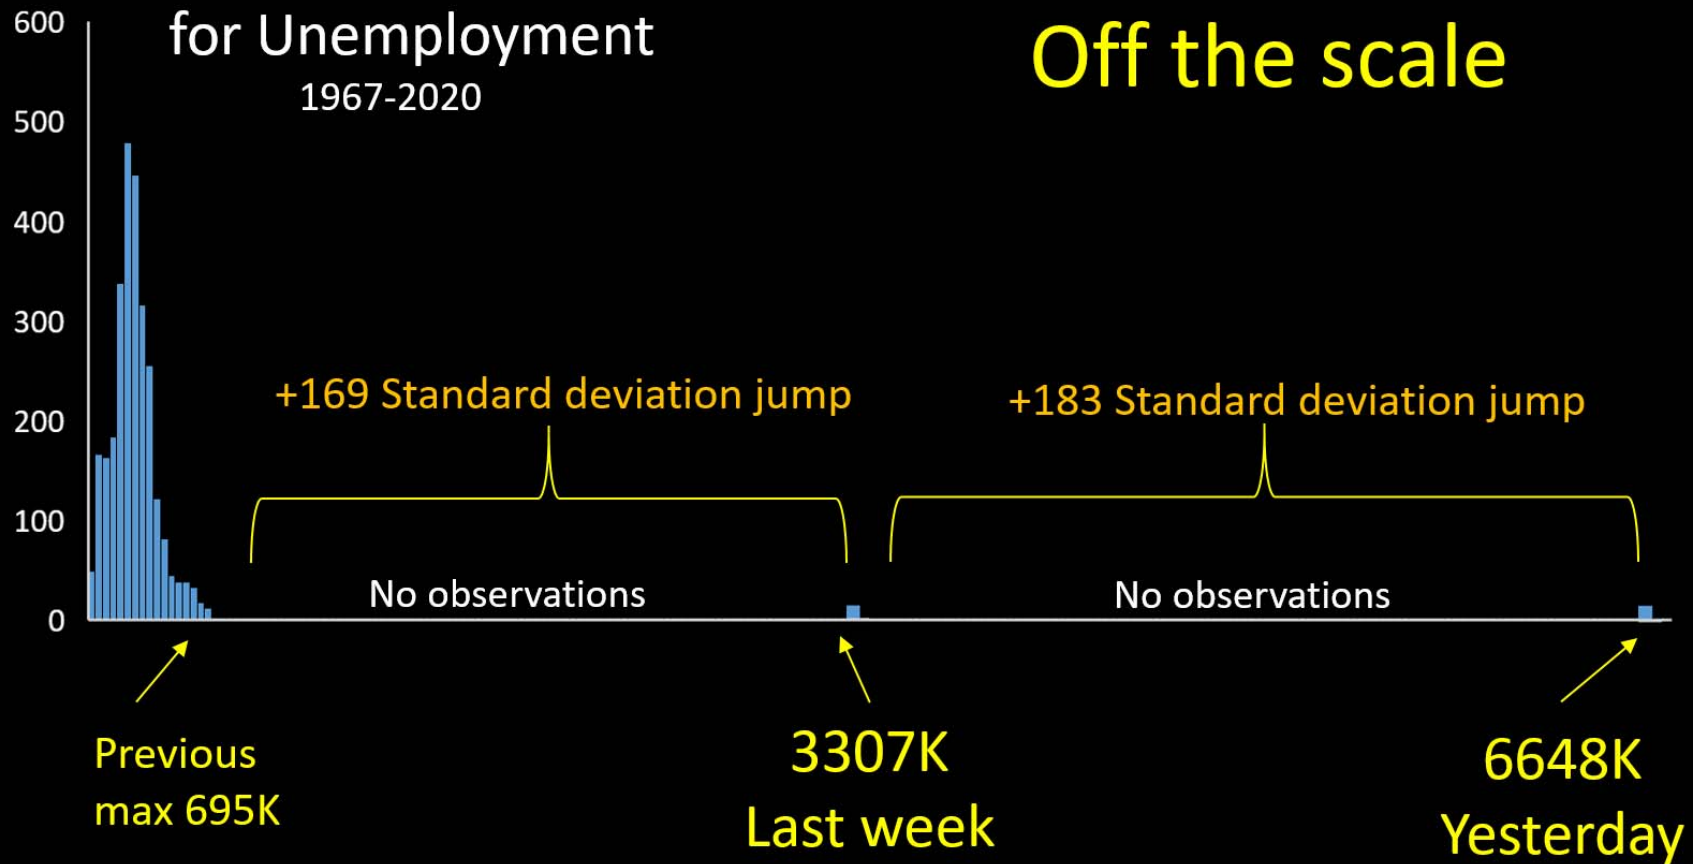 for Unemployment
1967-2020
Off the scale
600
500
400
300
200
100
0
+169 Standard deviation jump
+183 Standard deviation jump
No observations
No observations
Previous
max 695K
3307K
Last week
6648K
Yesterday